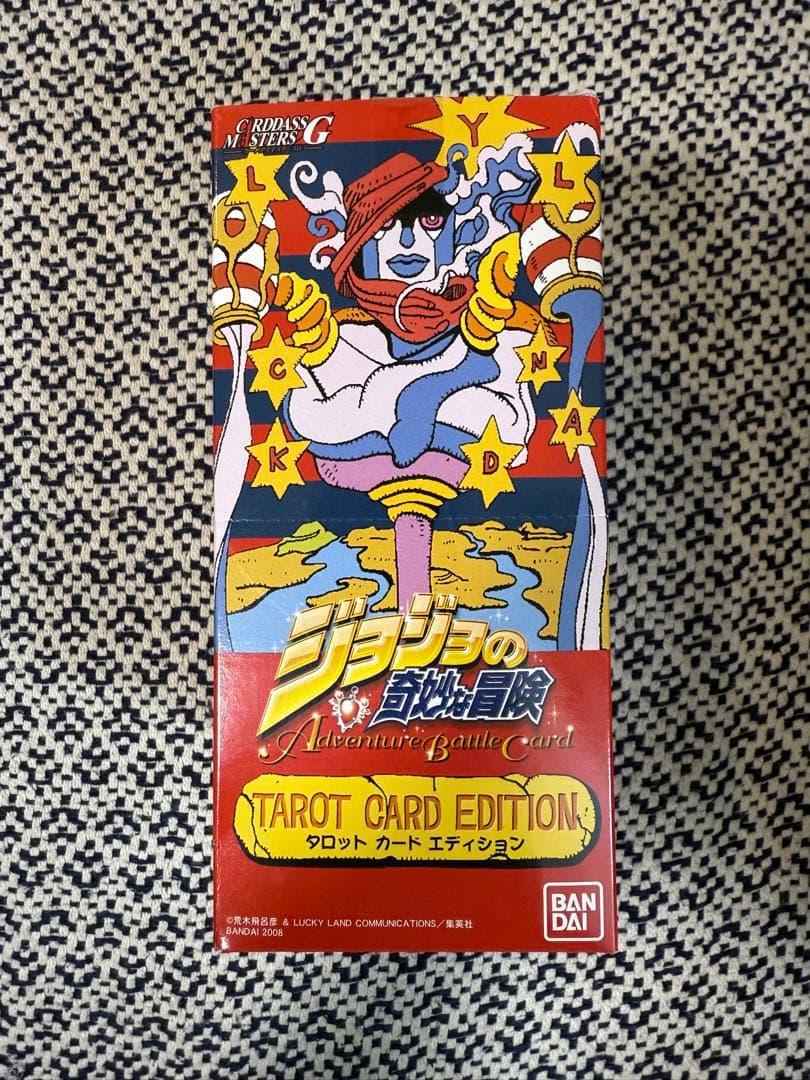 CARDDASS
MASTERS G
Y
L L
C N
K D A
ジョジョの
奇妙な冒険
Adventure Battle Card
TAROT CARD EDITION
タロット カード エディション
©荒木飛呂彦 & LUCKY LAND COMMUNICATIONS／集英社
BANDAI 2008
BAN
DAI